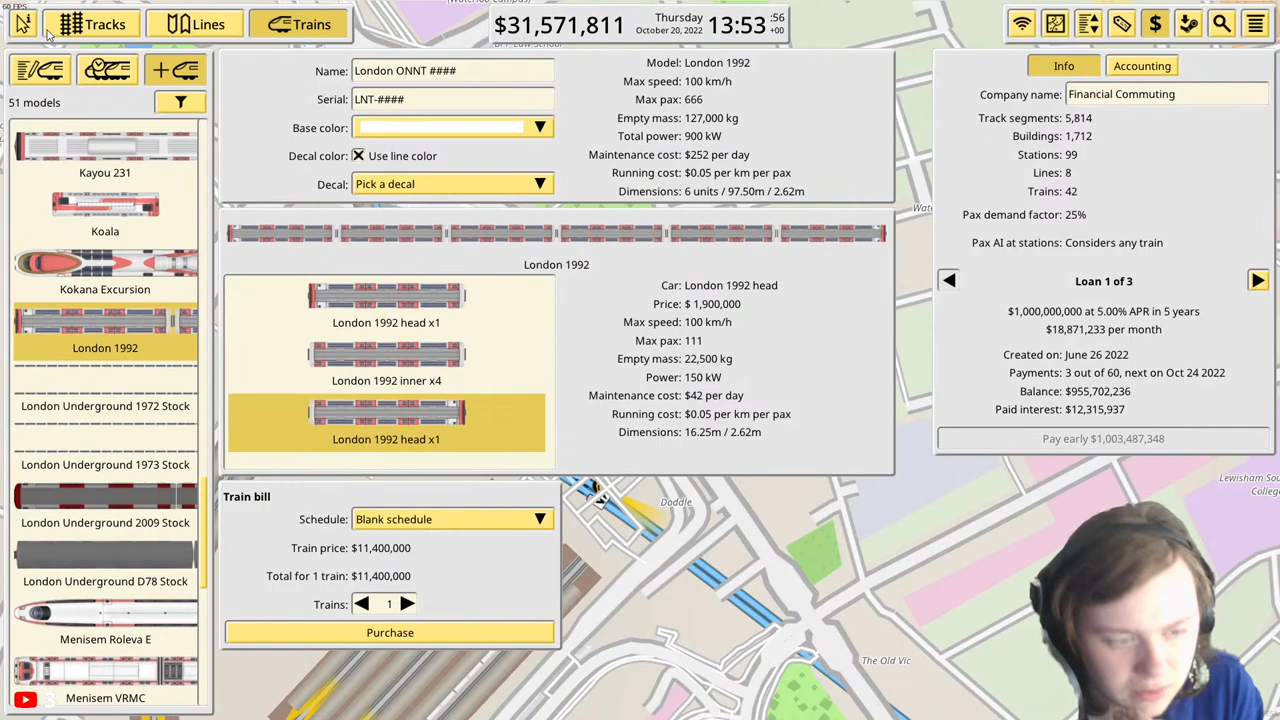 60 FPS
Tracks
Lines
Trains
$31,571,811
Thursday
October 20, 2022
13:53
:56
+00
$
51 models
Kayou 231
Koala
Kokana Excursion
London 1992
London Underground 1972 Stock
London Underground 1973 Stock
London Underground 2009 Stock
London Underground D78 Stock
Menisem Roleva E
Menisem VRMC
3
Name: London ONNT ####
Serial: LNT-####
Base color:
Decal color: Use line color
Decal: Pick a decal
Model: London 1992
Max speed: 100 km/h
Max pax: 666
Empty mass: 127,000 kg
Total power: 900 kW
Maintenance cost: $252 per day
Running cost: $0.05 per km per pax
Dimensions: 6 units / 97.50m / 2.62m
London 1992
London 1992 head x1
London 1992 inner x4
London 1992 head x1
Car: London 1992 head
Price: $ 1,900,000
Max speed: 100 km/h
Max pax: 111
Empty mass: 22,500 kg
Power: 150 kW
Maintenance cost: $42 per day
Running cost: $0.05 per km per pax
Dimensions: 16.25m / 2.62m
Train bill
Schedule: Blank schedule
Train price: $11,400,000
Total for 1 train: $11,400,000
Trains: 1
Purchase
Info
Accounting
Company name: Financial Commuting
Track segments: 5,814
Buildings: 1,712
Stations: 99
Lines: 8
Trains: 42
Pax demand factor: 25%
Pax AI at stations: Considers any train
Loan 1 of 3
$1,000,000,000 at 5.00% APR in 5 years
$18,871,233 per month
Created on: June 26 2022
Payments: 3 out of 60, next on Oct 24 2022
Balance: $955,702,236
Paid interest: $12,315,937
Pay early $1,003,487,348
Doddle
The Old Vic